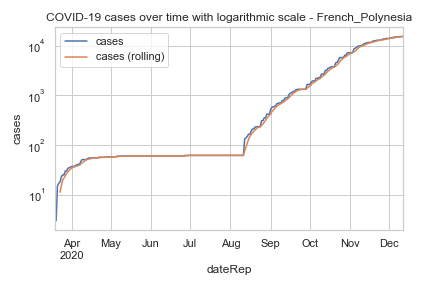 COVID-19 cases over time with logarithmic scale - French_Polynesia
cases
cases (rolling)
10⁴
10³
10²
10¹
cases
Apr
2020
May
Jun
Jul
Aug
Sep
Oct
Nov
Dec
dateRep